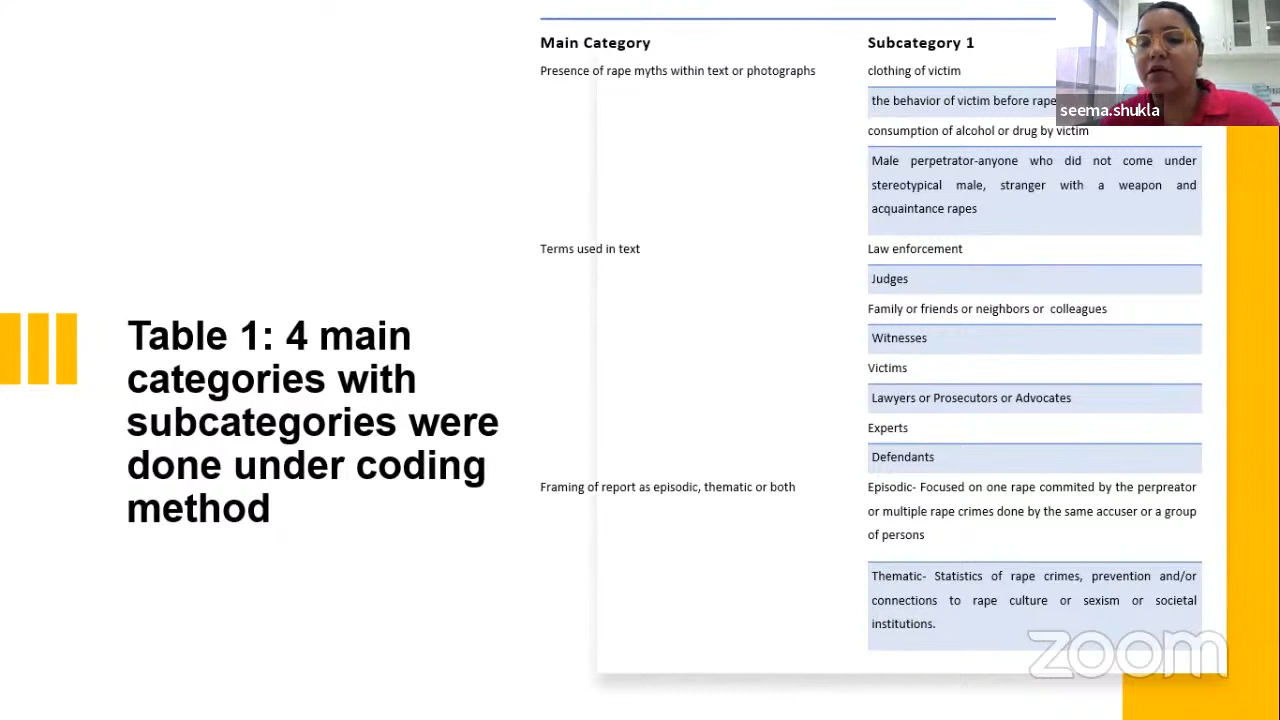 Main Category
Subcategory 1
Presence of rape myths within text or photographs
clothing of victim
the behavior of victim before rape
consumption of alcohol or drug by victim
Male perpetrator-anyone who did not come under
stereotypical male, stranger with a weapon and
acquaintance rapes
Terms used in text
Law enforcement
Judges
Family or friends or neighbors or colleagues
Witnesses
Victims
Lawyers or Prosecutors or Advocates
Experts
Defendants
Framing of report as episodic, thematic or both
Episodic- Focused on one rape commited by the perpreator
or multiple rape crimes done by the same accuser or a group
of persons
Thematic- Statistics of rape crimes, prevention and/or
connections to rape culture or sexism or societal
institutions.
Table 1: 4 main
categories with
subcategories were
done under coding
method
seema.shukla
zoom